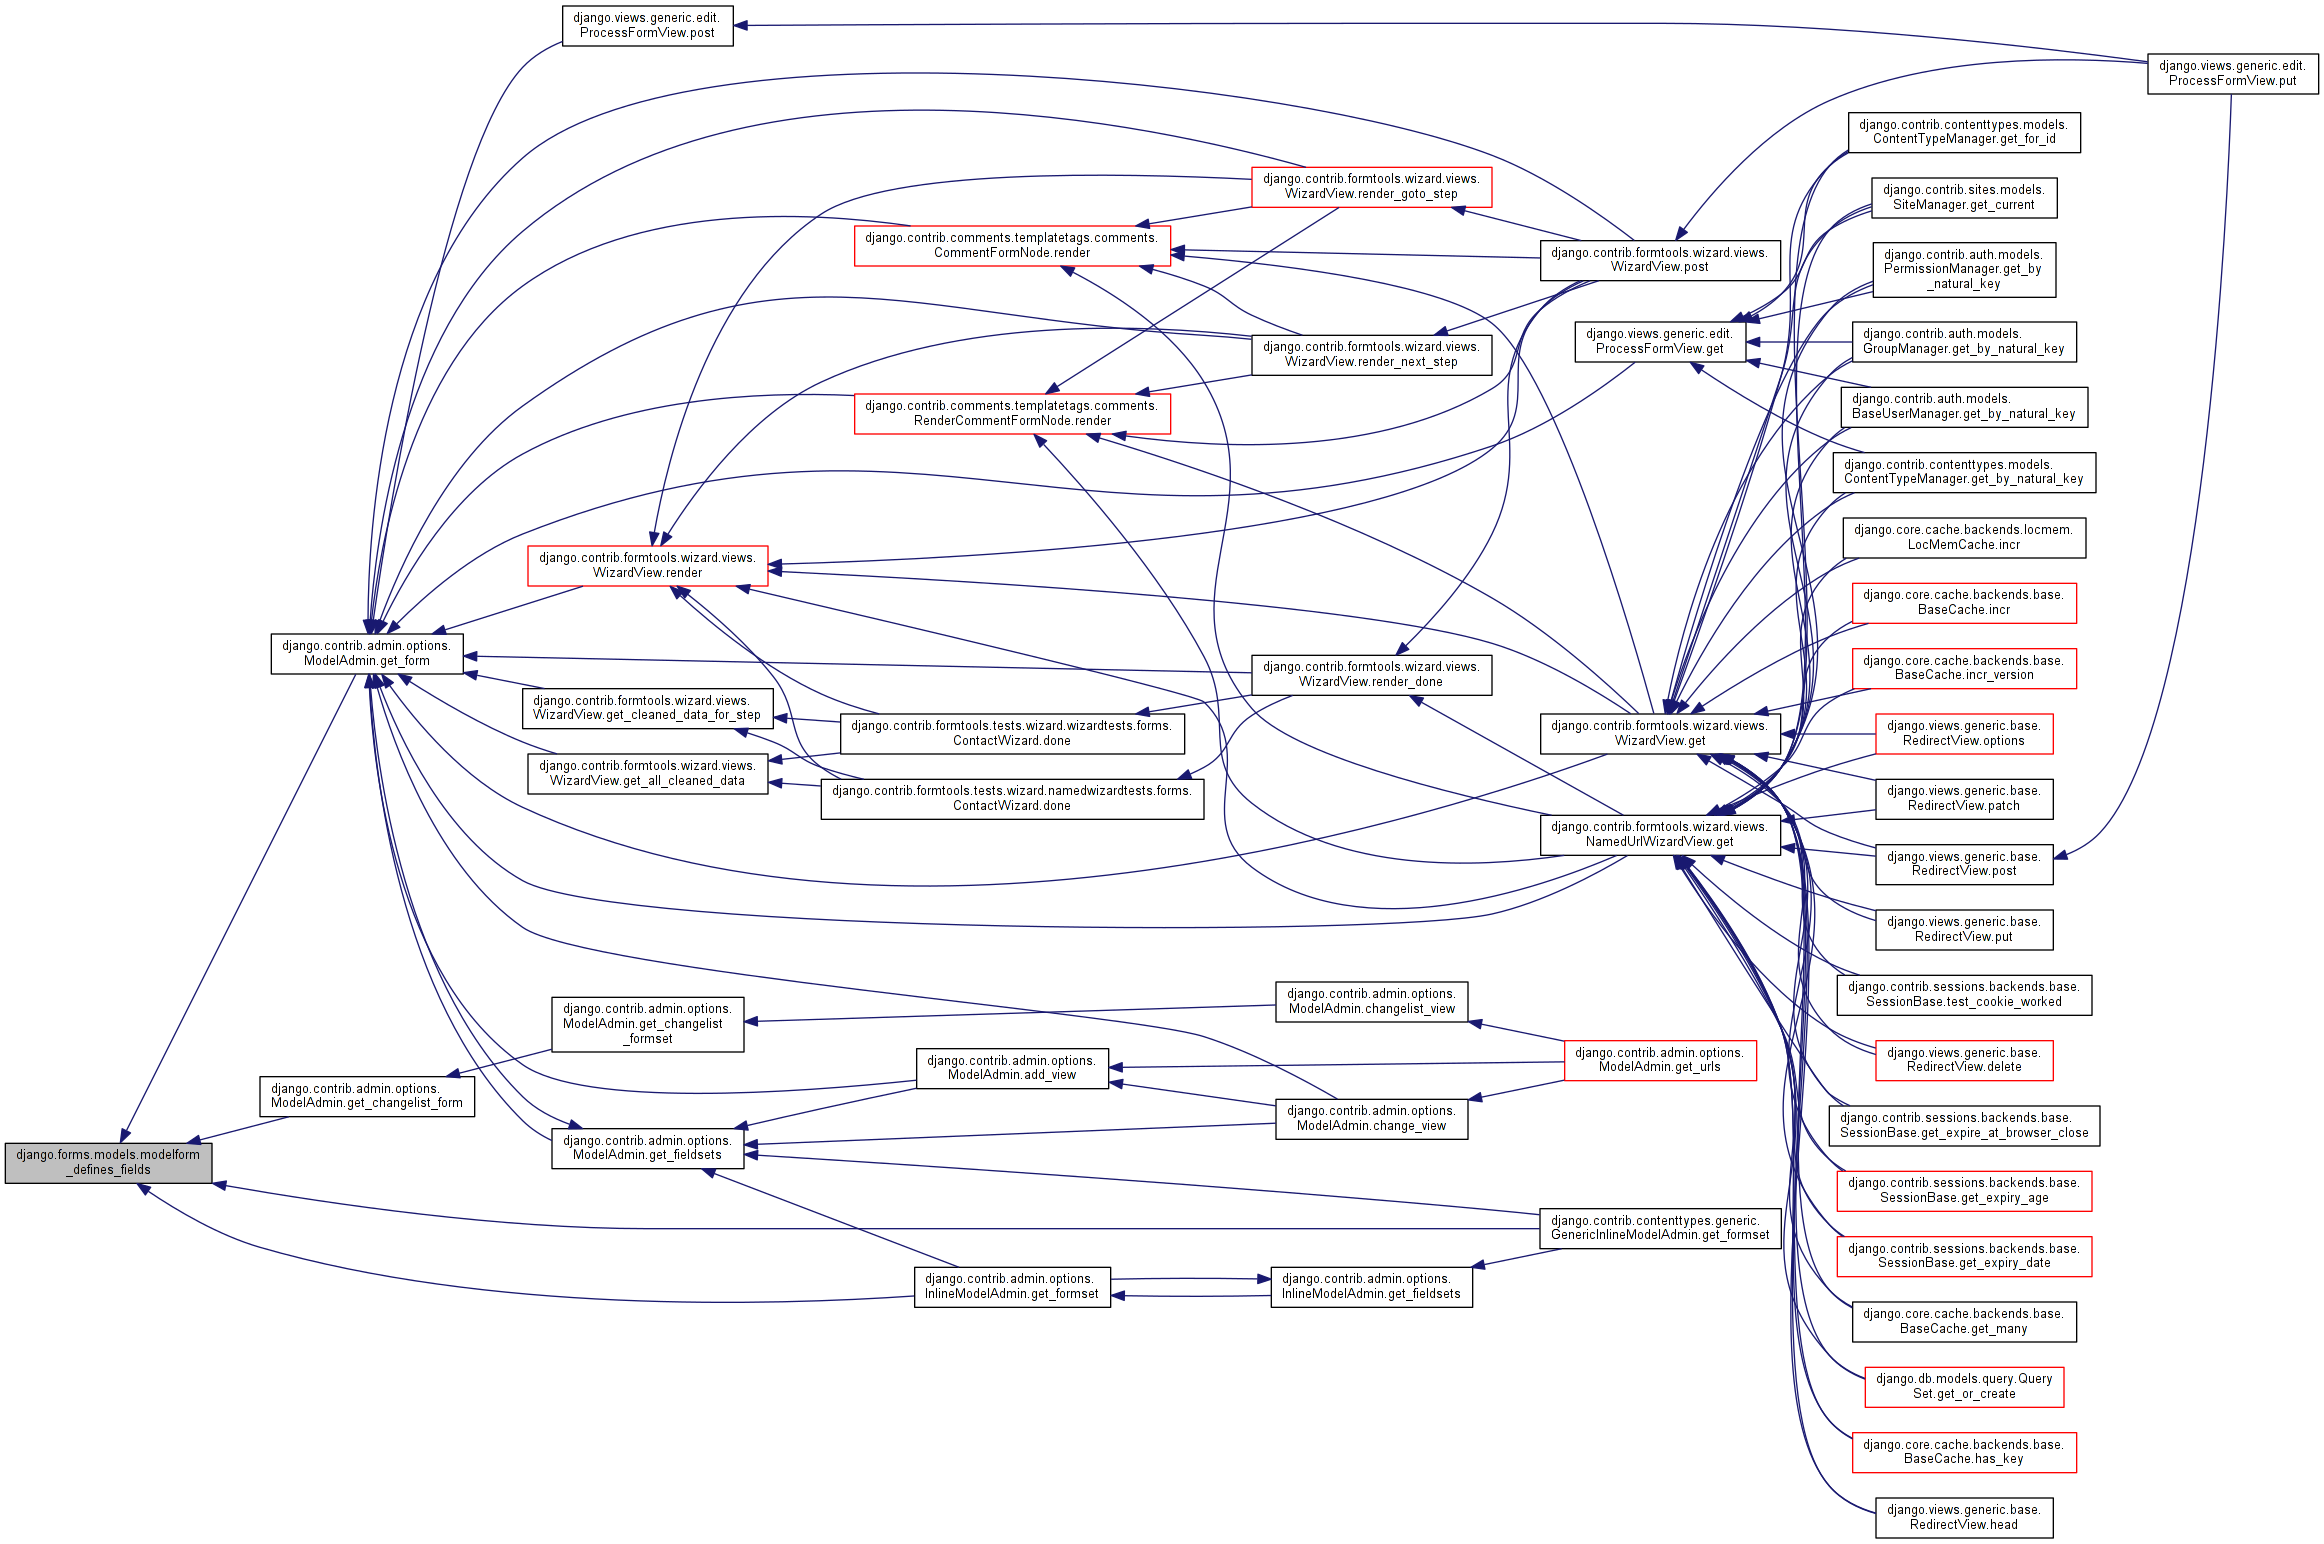 django.views.generic.edit.
ProcessFormView.post
django.views.generic.edit.
ProcessFormView.put
django.contrib.contenttypes.models.
ContentTypeManager.get_for_id
django.contrib.formtools.wizard.views.
WizardView.render_goto_step
django.contrib.sites.models.
SiteManager.get_current
django.contrib.comments.templatetags.comments.
CommentFormNode.render
django.contrib.formtools.wizard.views.
WizardView.post
django.contrib.auth.models.
PermissionManager.get_by
_natural_key
django.views.generic.edit.
ProcessFormView.get
django.contrib.auth.models.
GroupManager.get_by_natural_key
django.contrib.formtools.wizard.views.
WizardView.render_next_step
django.contrib.comments.templatetags.comments.
RenderCommentFormNode.render
django.contrib.auth.models.
BaseUserManager.get_by_natural_key
django.contrib.contenttypes.models.
ContentTypeManager.get_by_natural_key
django.core.cache.backends.locmem.
LocMemCache.incr
django.contrib.formtools.wizard.views.
WizardView.render
django.core.cache.backends.base.
BaseCache.incr
django.contrib.admin.options.
ModelAdmin.get_form
django.contrib.formtools.wizard.views.
WizardView.render_done
django.core.cache.backends.base.
BaseCache.incr_version
django.contrib.formtools.wizard.views.
WizardView.get_cleaned_data_for_step
django.contrib.formtools.tests.wizard.wizardtests.forms.
ContactWizard.done
django.contrib.formtools.wizard.views.
WizardView.get
django.views.generic.base.
RedirectView.options
django.contrib.formtools.wizard.views.
WizardView.get_all_cleaned_data
django.contrib.formtools.tests.wizard.namedwizardtests.forms.
ContactWizard.done
django.views.generic.base.
RedirectView.patch
django.contrib.formtools.wizard.views.
NamedUrlWizardView.get
django.views.generic.base.
RedirectView.post
django.views.generic.base.
RedirectView.put
django.contrib.sessions.backends.base.
SessionBase.test_cookie_worked
django.contrib.admin.options.
ModelAdmin.get_changelist
_formset
django.contrib.admin.options.
ModelAdmin.changelist_view
django.contrib.admin.options.
ModelAdmin.add_view
django.contrib.admin.options.
ModelAdmin.get_urls
django.views.generic.base.
RedirectView.delete
django.contrib.admin.options.
ModelAdmin.get_changelist_form
django.contrib.admin.options.
ModelAdmin.change_view
django.contrib.sessions.backends.base.
SessionBase.get_expire_at_browser_close
django.forms.models.modelform
_defines_fields
django.contrib.admin.options.
ModelAdmin.get_fieldsets
django.contrib.sessions.backends.base.
SessionBase.get_expiry_age
django.contrib.contenttypes.generic.
GenericInlineModelAdmin.get_formset
django.contrib.sessions.backends.base.
SessionBase.get_expiry_date
django.contrib.admin.options.
InlineModelAdmin.get_formset
django.contrib.admin.options.
InlineModelAdmin.get_fieldsets
django.core.cache.backends.base.
BaseCache.get_many
django.db.models.query.Query
Set.get_or_create
django.core.cache.backends.base.
BaseCache.has_key
django.views.generic.base.
RedirectView.head